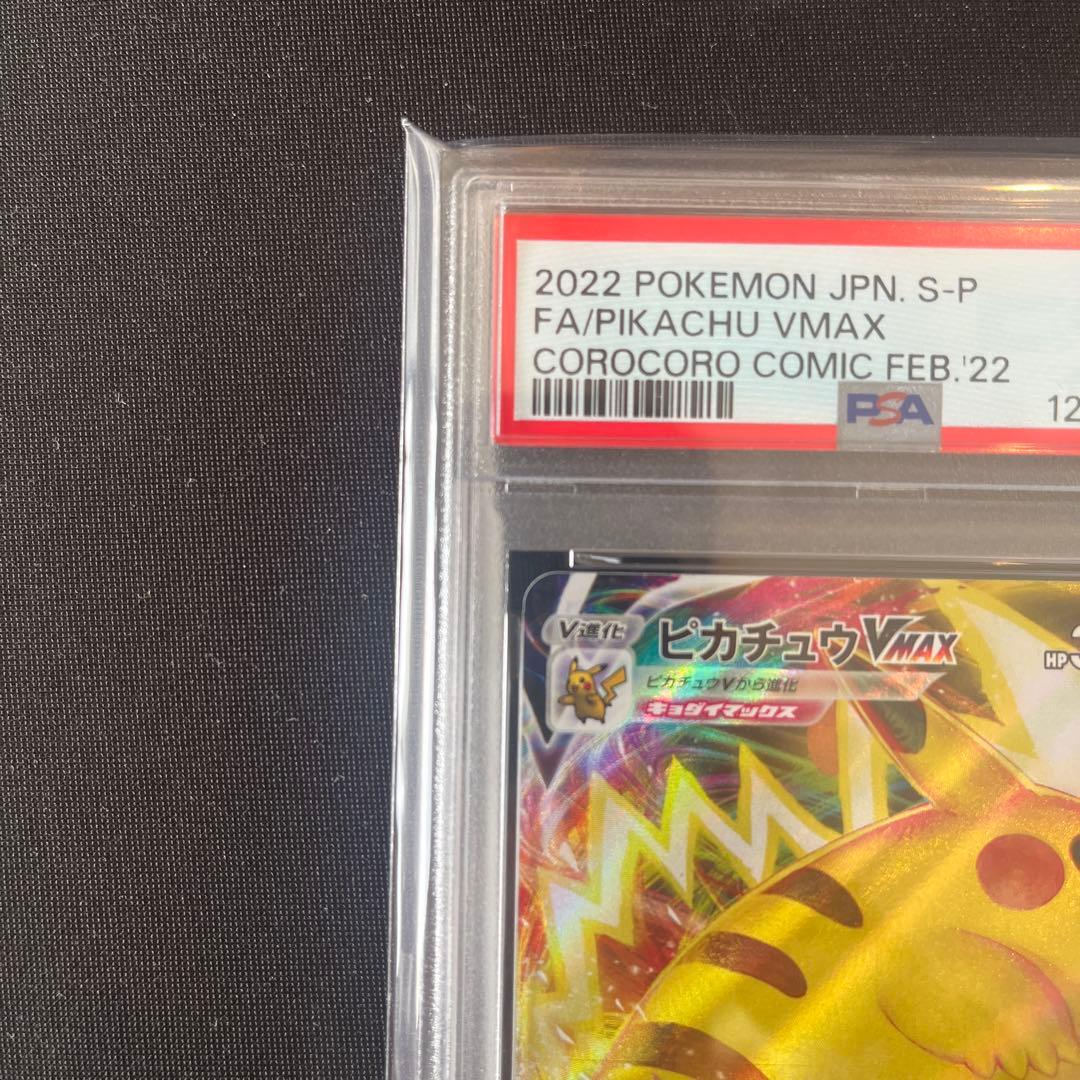 2022 POKEMON JPN. S-P
FA/PIKACHU VMAX
COROCORO COMIC FEB.'22
PSA
12
V進化
ピカチュウVMAX
HP
ピカチュウVから進化
キョダイマックス